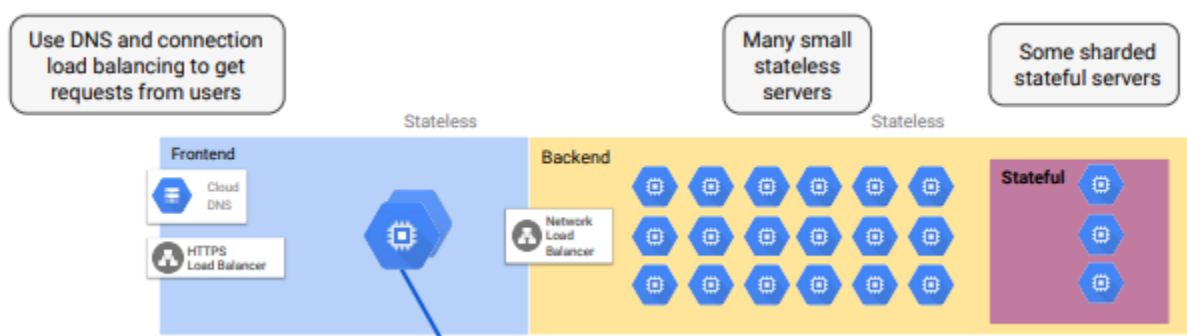 Use DNS and connection
load balancing to get
requests from users
Many small
stateless
servers
Some sharded
stateful servers
Stateless
Stateless
Frontend
Cloud
DNS
HTTPS
Load Balancer
Backend
Network
Load
Balancer
Stateful